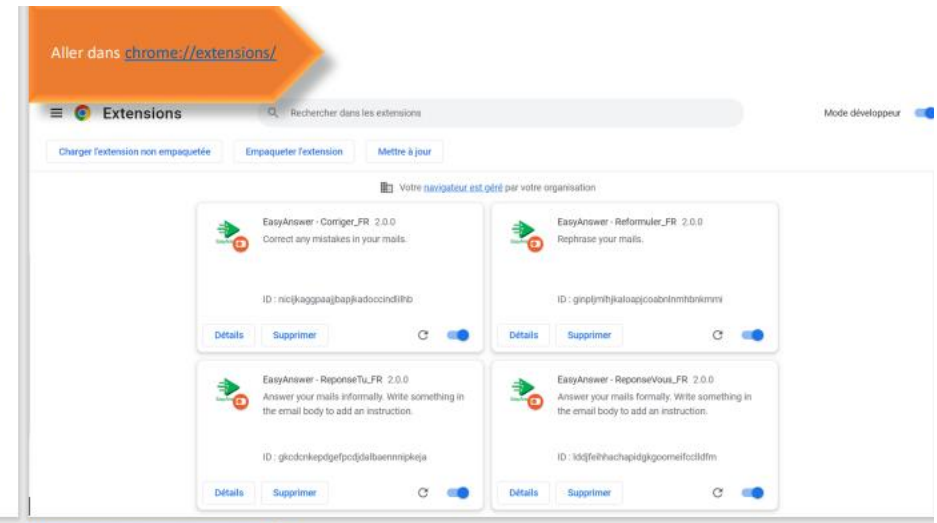 Aller dans chrome://extensions/
Extensions
Rechercher dans les extensions
Mode développeur
Charger l'extension non empaquetée
Empaqueter l'extension
Mettre à jour
Votre navigateur est géré par votre organisation
EasyAnswer - Corriger_FR 2.0.0
Correct any mistakes in your mails.
ID :
Détails
Supprimer
EasyAnswer - Reformuler_FR 2.0.0
Rephrase your mails.
ID :
Détails
Supprimer
EasyAnswer - ReponseTu_FR 2.0.0
Answer your mails informally. Write something in
the email body to add an instruction.
ID :
Détails
Supprimer
EasyAnswer - ReponseVous_FR 2.0.0
Answer your mails formally. Write something in
the email body to add an instruction.
ID :
Détails
Supprimer